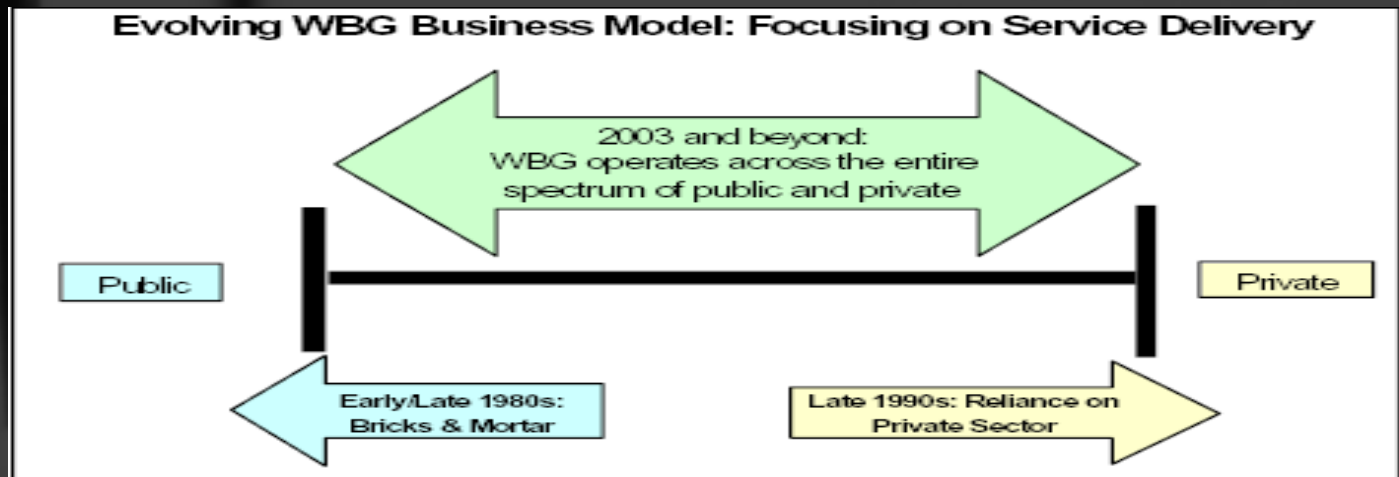 Evolving WBG Business Model: Focusing on Service Delivery
2003 and beyond:
WBG operates across the entire
spectrum of public and private
Public
Private
Early/Late 1980s:
Bricks & Mortar
Late 1990s: Reliance on
Private Sector